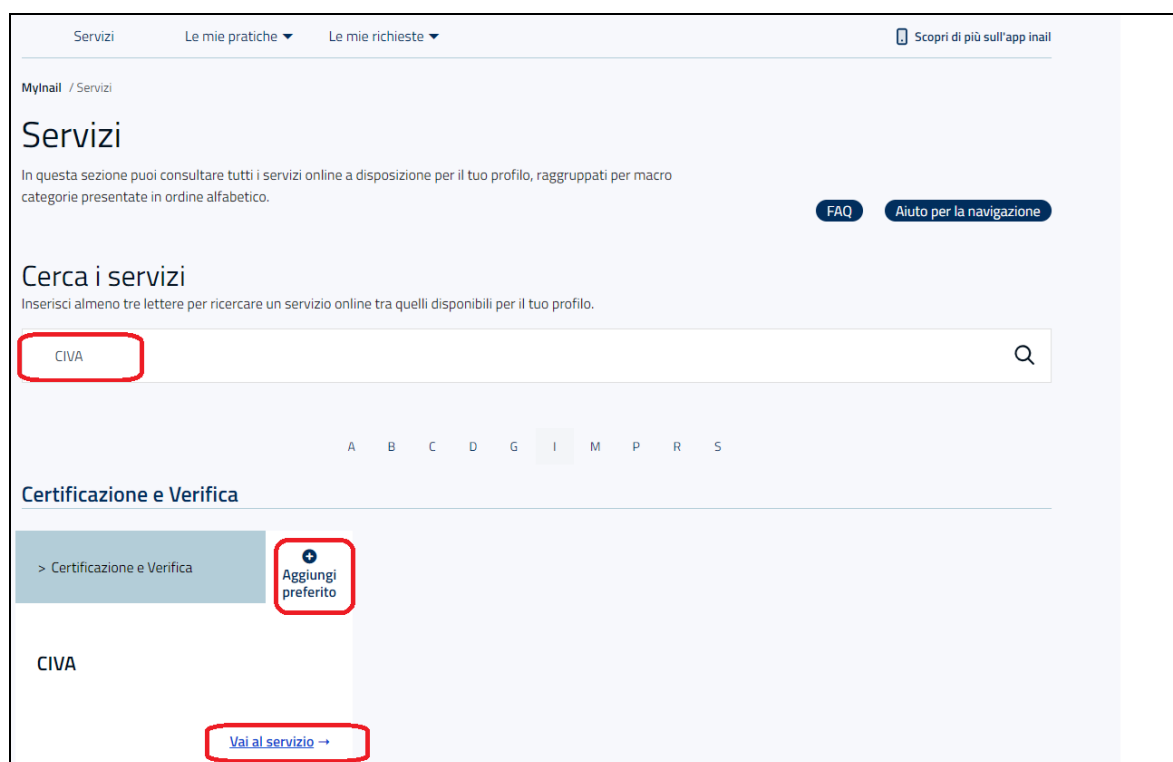 Servizi Le mie pratiche Le mie richieste Scopri di più sull'app inail
MyInail / Servizi
Servizi
In questa sezione puoi consultare tutti i servizi online a disposizione per il tuo profilo, raggruppati per macro
categorie presentate in ordine alfabetico.
FAQ Aiuto per la navigazione
Cerca i servizi
Inserisci almeno tre lettere per ricercare un servizio online tra quelli disponibili per il tuo profilo.
CIVA
A B C D G I M P R S
Certificazione e Verifica
> Certificazione e Verifica
Aggiungi
preferito
CIVA
Vai al servizio →